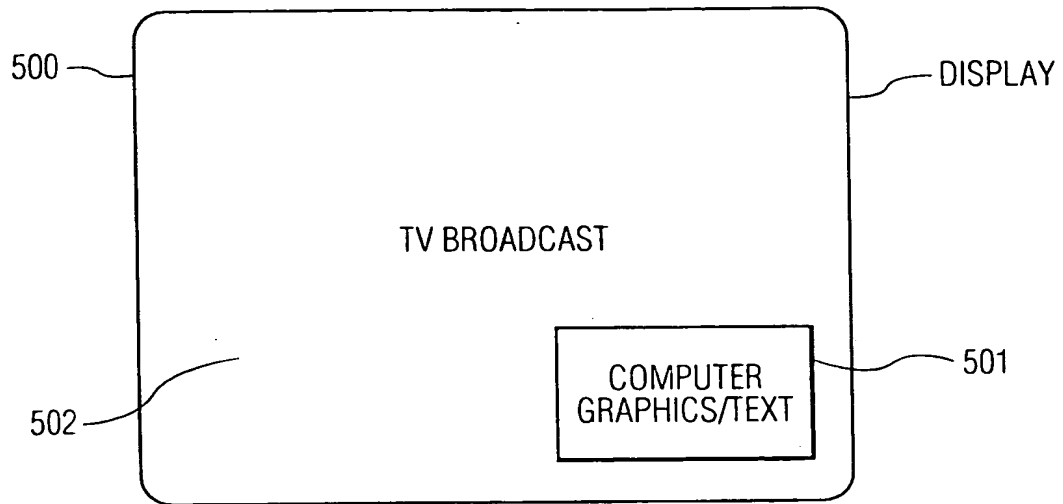 500
DISPLAY
TV BROADCAST
COMPUTER
GRAPHICS/TEXT
501
502